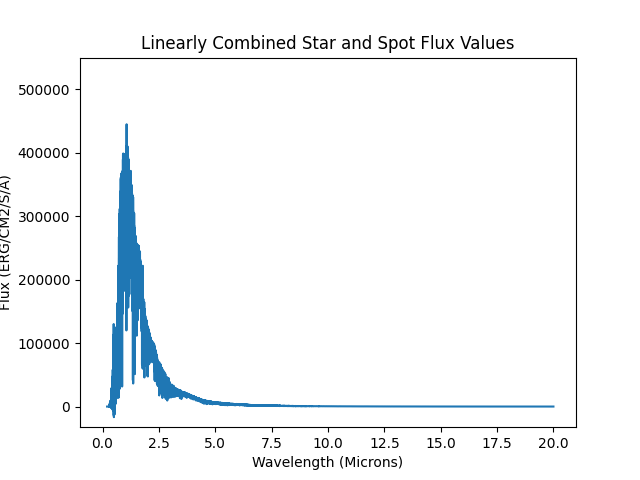 Linearly Combined Star and Spot Flux Values
Flux (ERG/CM2/S/A)
500000
400000
300000
200000
100000
0
0.0 2.5 5.0 7.5 10.0 12.5 15.0 17.5 20.0
Wavelength (Microns)